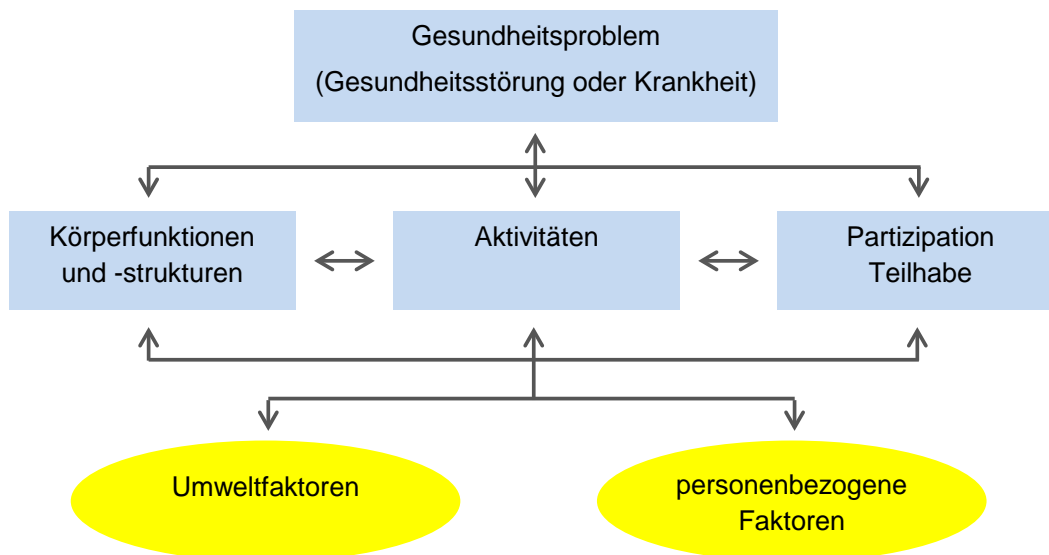 Gesundheitsproblem
(Gesundheitsstörung oder Krankheit)
Körperfunktionen
und -strukturen
Aktivitäten
Partizipation
Teilhabe
Umweltfaktoren
personenbezogene
Faktoren